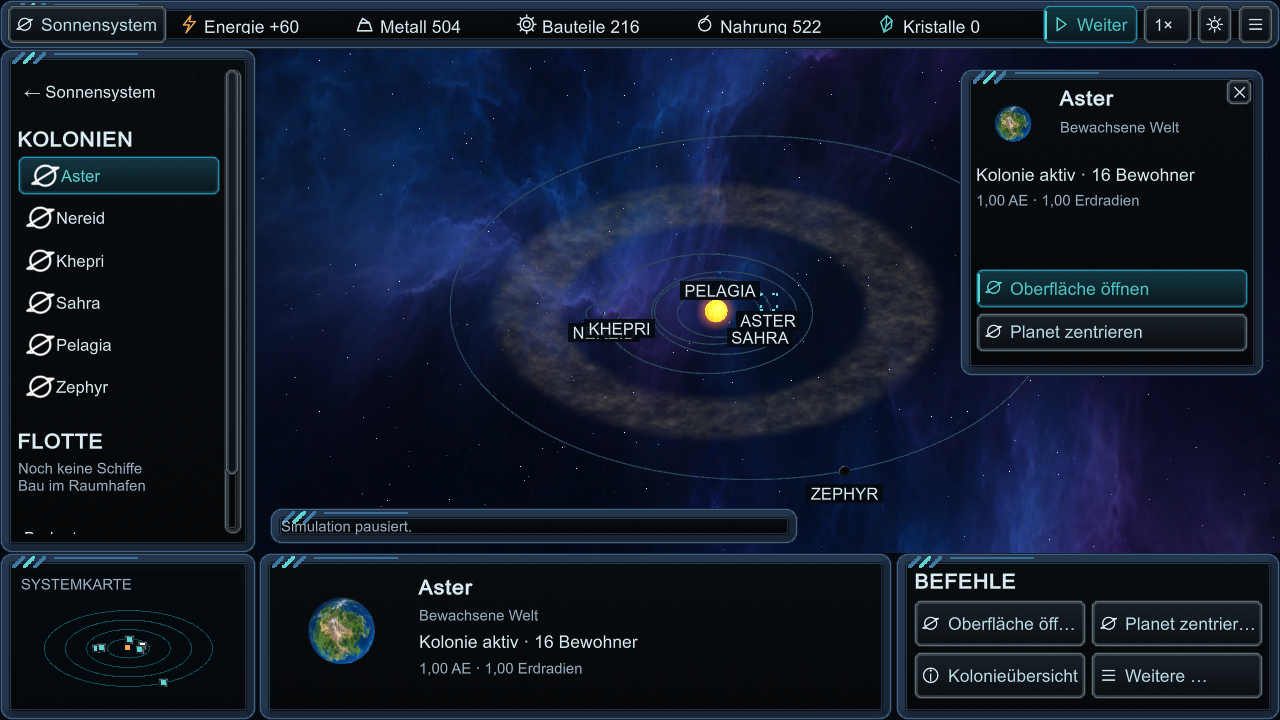 Sonnensystem
Energie +60
Metall 504
Bauteile 216
Nahrung 522
Kristalle 0
Weiter
1×
← Sonnensystem
KOLONIEN
Aster
Nereid
Khepri
Sahra
Pelagia
Zephyr
FLOTTE
Noch keine Schiffe
Bau im Raumhafen
PELAGIA
KHEPRI
ASTER
SAHRA
ZEPHYR
Simulation pausiert.
Aster
Bewachsene Welt
Kolonie aktiv · 16 Bewohner
1,00 AE · 1,00 Erdradien
Oberfläche öffnen
Planet zentrieren
SYSTEMKARTE
Aster
Bewachsene Welt
Kolonie aktiv · 16 Bewohner
1,00 AE · 1,00 Erdradien
BEFEHLE
Oberfläche öff…
Planet zentrier…
Kolonieübersicht
Weitere …